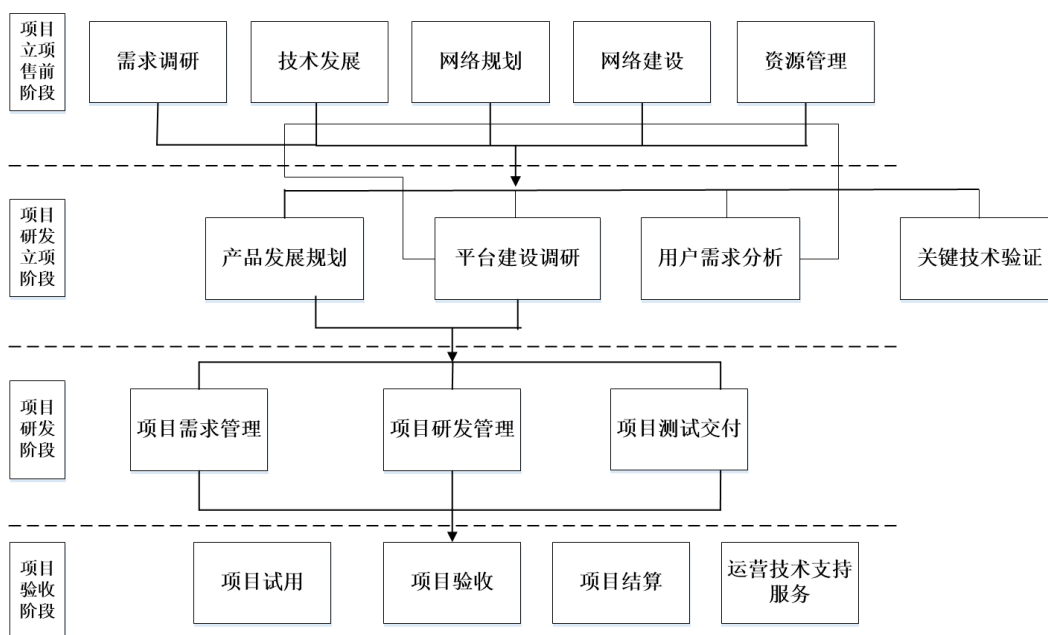 项目
立项
售前
阶段
需求调研
技术发展
网络规划
网络建设
资源管理
项目
研发
立项
阶段
产品发展规划
平台建设调研
用户需求分析
关键技术验证
项目
研发
阶段
项目需求管理
项目研发管理
项目测试交付
项目
验收
阶段
项目试用
项目验收
项目结算
运营技术支持
服务